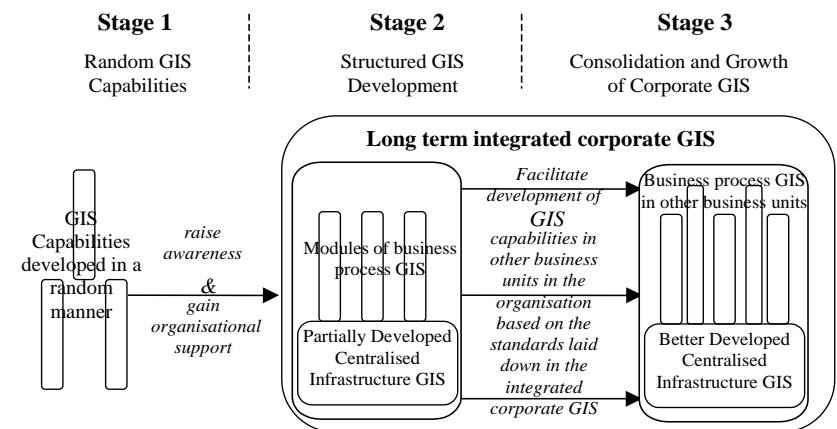 Stage 1
Random GIS
Capabilities
Stage 2
Structured GIS
Development
Stage 3
Consolidation and Growth
of Corporate GIS
Long term integrated corporate GIS
GIS
Capabilities
developed in a
random
manner
raise
awareness
&
gain
organisational
support
Modules of business
process GIS
Partially Developed
Centralised
Infrastructure GIS
Facilitate
development of
GIS
capabilities in
other business
units in the
organisation
based on the
standards laid
down in the
integrated
corporate GIS
Business process GIS
in other business units
Better Developed
Centralised
Infrastructure GIS